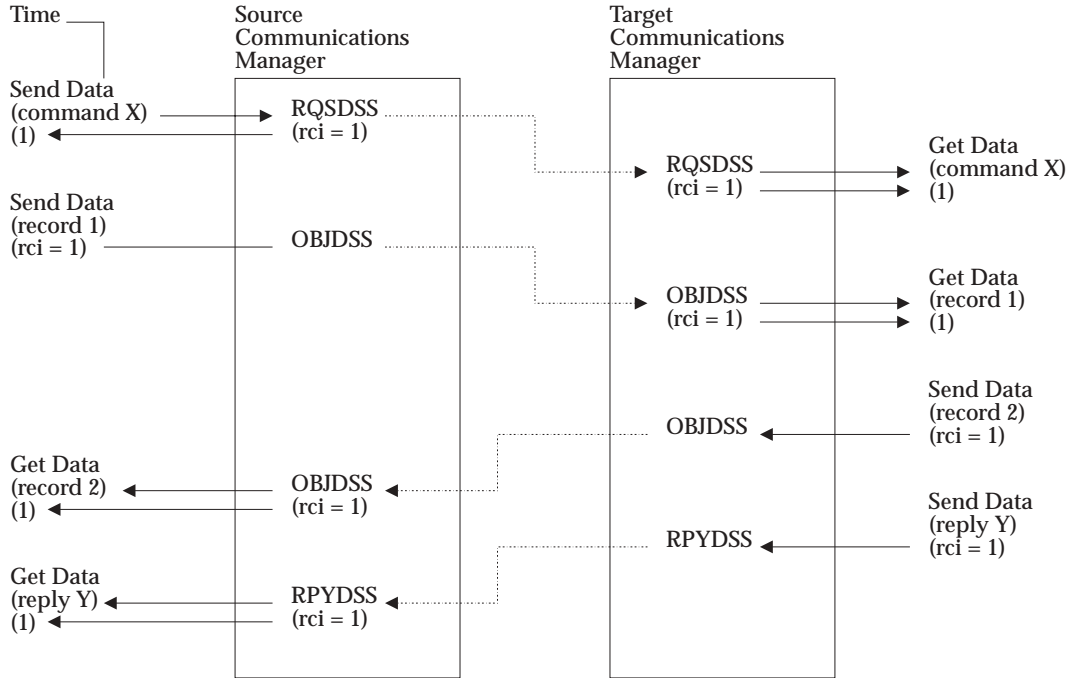 Time
Source
Communications
Manager
Target
Communications
Manager
Send Data
(command X)
(1)
RQSDSS
(rci = 1)
RQSDSS
(rci = 1)
Get Data
(command X)
(1)
Send Data
(record 1)
(rci = 1)
OBJDSS
OBJDSS
(rci = 1)
Get Data
(record 1)
(1)
Send Data
(record 2)
(rci = 1)
OBJDSS
OBJDSS
(rci = 1)
Get Data
(record 2)
(1)
Send Data
(reply Y)
(rci = 1)
RPYDSS
RPYDSS
(rci = 1)
Get Data
(reply Y)
(1)